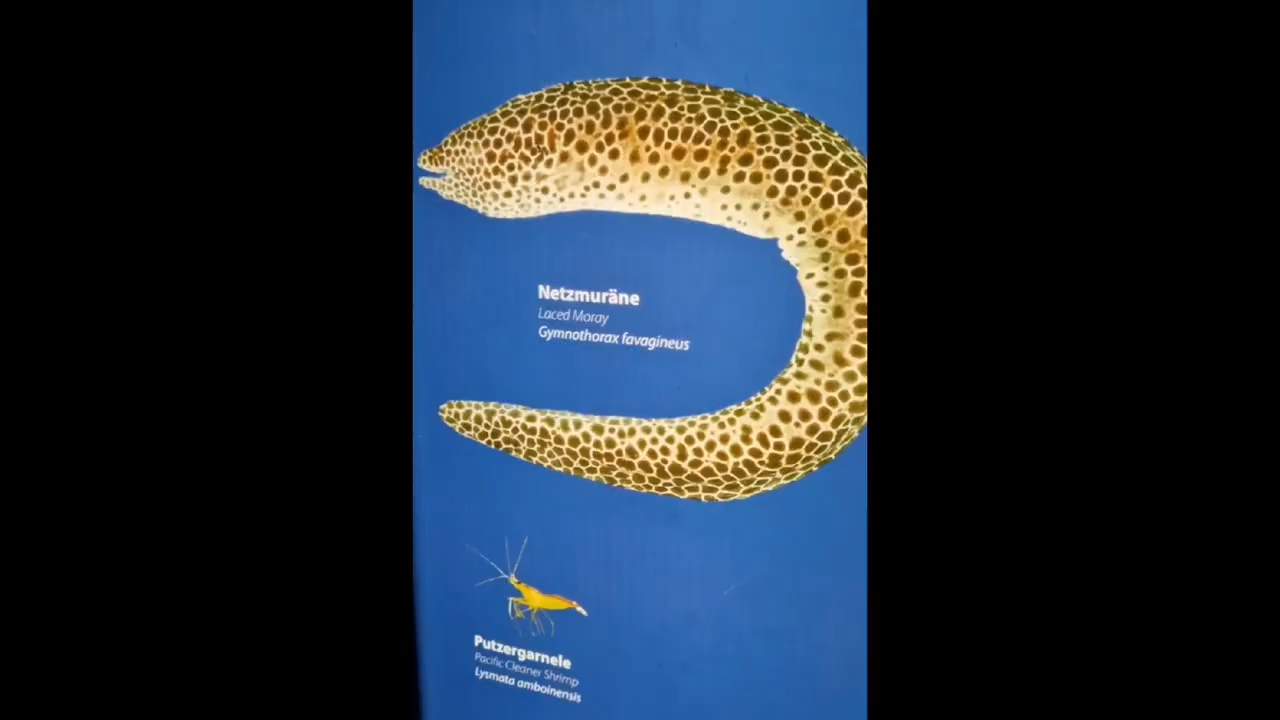 Netzmuräne
Laced Moray
Gymnothorax favagineus
Putzergarnele
Pacific Cleaner Shrimp
Lysmata amboinensis